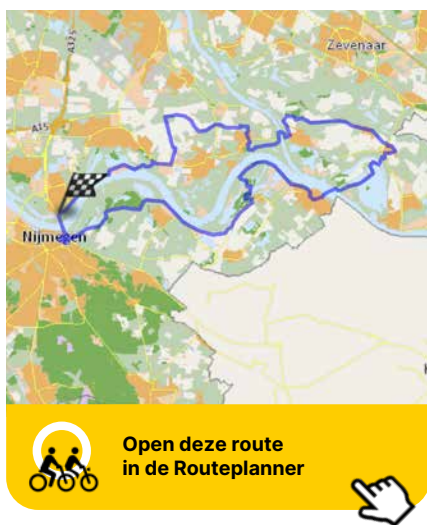 A325
Zevenaar
A15
Nijmegen
Open deze route
in de Routeplanner